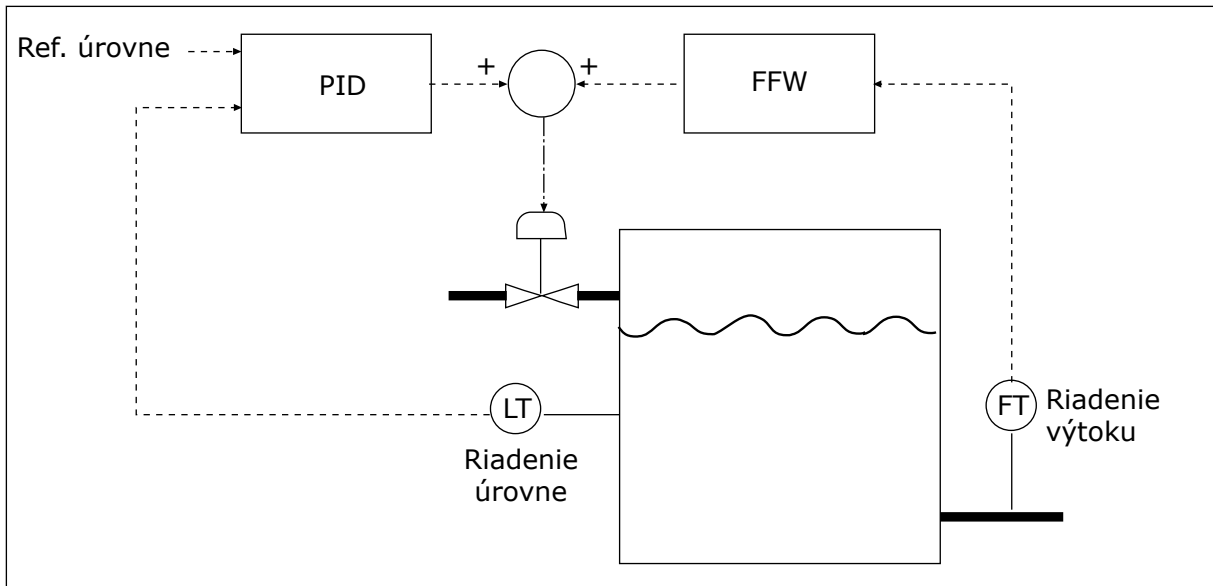 Ref. úrovne
PID
+
+
FFW
LT
Riadenie
úrovne
FT
Riadenie
výtoku